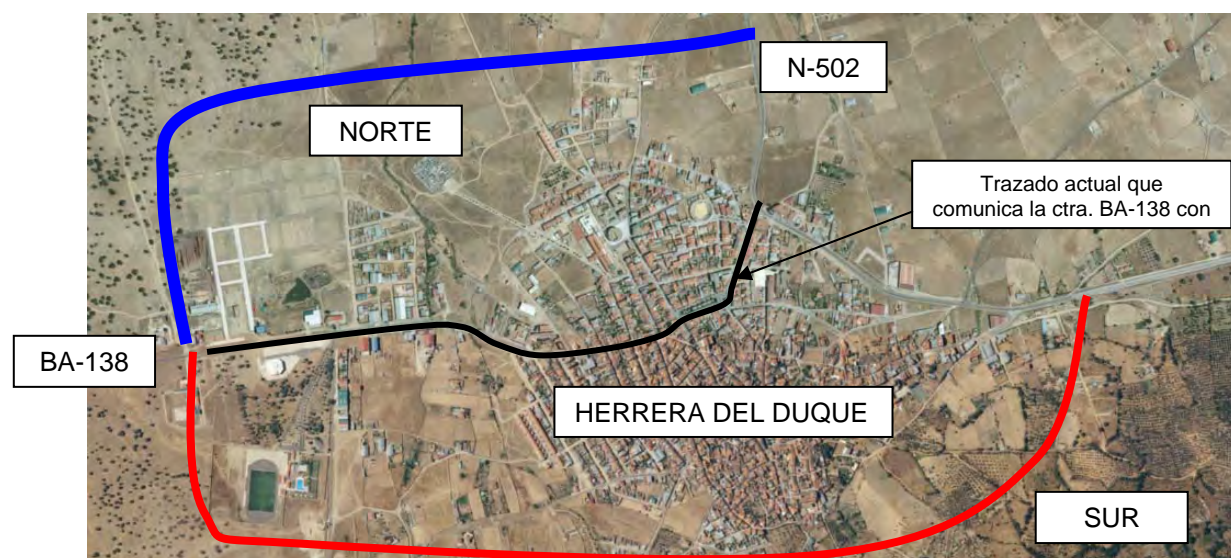 N-502
NORTE
Trazado actual que
comunica la ctra. BA-138 con
BA-138
HERRERA DEL DUQUE
SUR